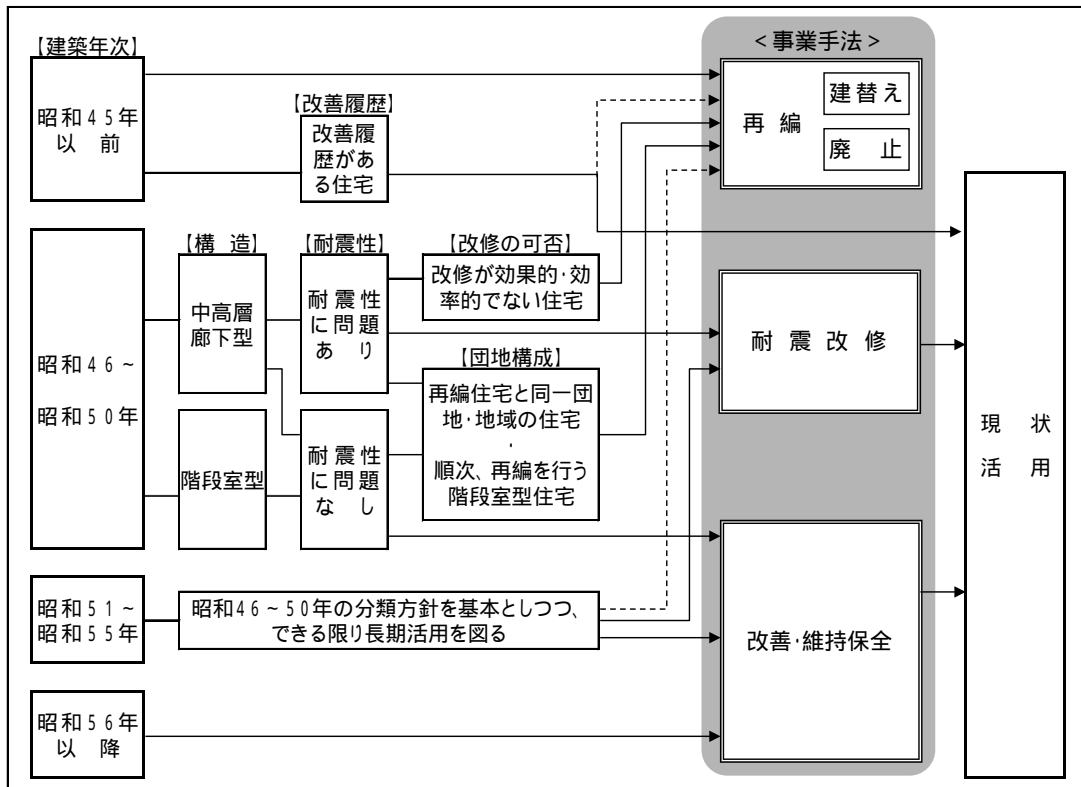 <事業手法>
【建築年次】
昭和45年
以 前
【改善履歴】
改善履
歴があ
る住宅
再 編
建替え
廃 止
【構 造】
【耐震性】
【改修の可否】
昭和46~
昭和50年
中高層
廊下型
階段室型
耐震性
に問題
あ り
耐震性
に問題
な し
改修が効果的・効
率的でない住宅
【団地構成】
再編住宅と同一団
地・地域の住宅
・
順次、再編を行う
階段室型住宅
耐震改修
現 状
活 用
昭和51~
昭和55年
昭和46~50年の分類方針を基本としつつ、
できる限り長期活用を図る
改善・維持保全
昭和56年
以 降